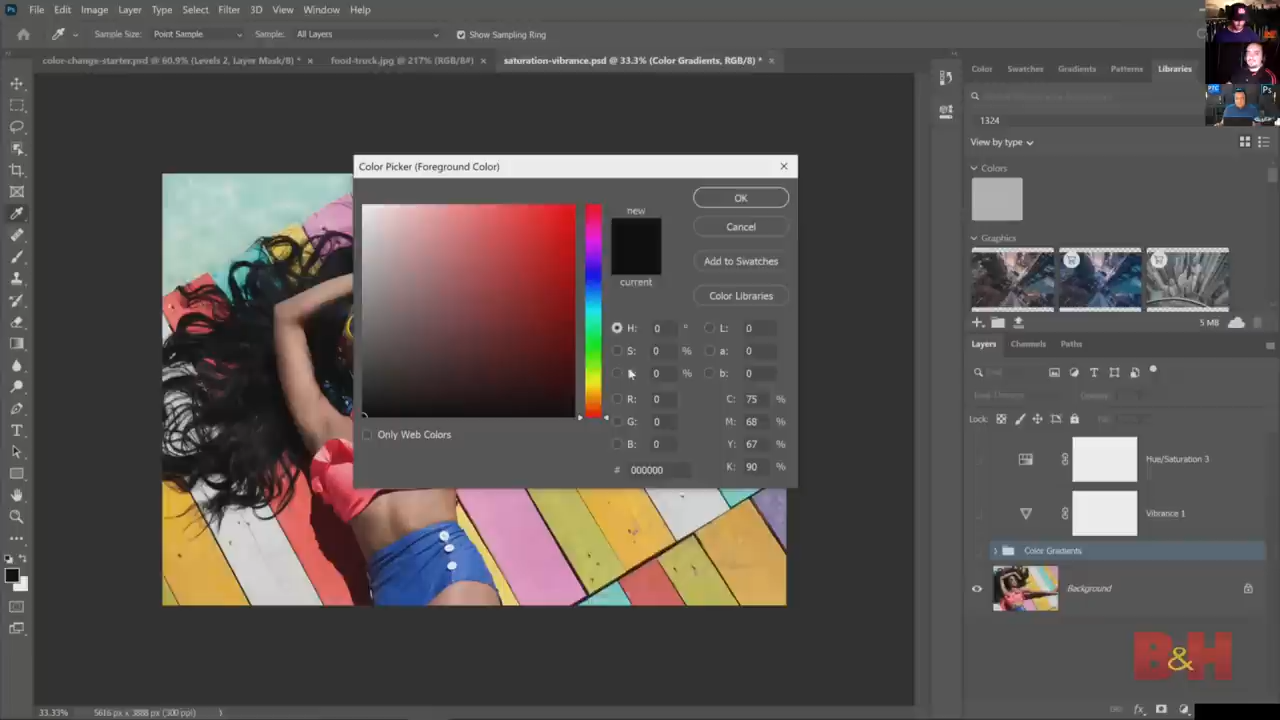 Ps File Edit Image Layer Type Select Filter 3D View Window Help
Sample Size: Point Sample Sample: All Layers Show Sampling Ring
color-change-starter.psd @ 60.9% (Levels 2, Layer Mask/8) * × food-truck.jpg @ 217% (RGB/8#) × saturation-vibrance.psd @ 33.3% (Color Gradients, RGB/8) * ×
Color Swatches Gradients Patterns Libraries
PTC Ps
1324
View by type
Colors
Graphics
5 MB
Color Picker (Foreground Color)
new
current
OK
Cancel
Add to Swatches
Color Libraries
H: 0 ° L: 0
S: 0 % a: 0
0 % b: 0
R: 0 C: 75 %
G: 0 M: 68 %
B: 0 Y: 67 %
# 000000 K: 90 %
Only Web Colors
Layers Channels Paths
Lock:
Hue/Saturation 3
Vibrance 1
Color Gradients
Background
B&H
33.33% 5616 px x 3888 px (300 ppi)
fx